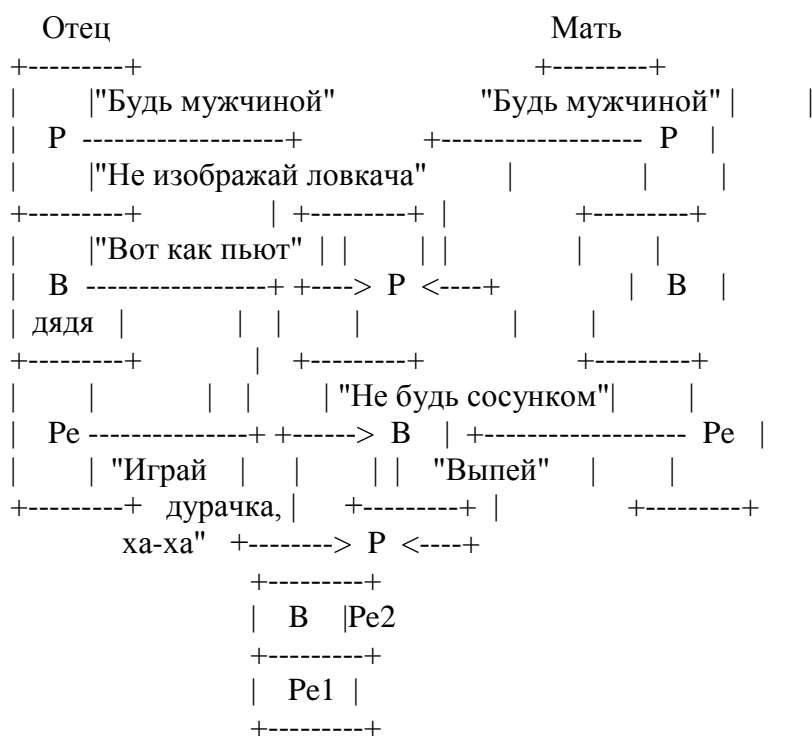 Отец Мать
+---------+ +---------+
| |"Будь мужчиной" "Будь мужчиной" | |
| Р -------------------+ +------------------- Р |
| |"Не изображай ловкача" | | |
+---------+ | +---------+ | +---------+
| |"Вот как пьют" | | | | | |
| В -----------------+ +----> Р <----+ | В |
| дядя | | | | | |
+---------+ | +---------+ +---------+
| | | | | "Не будь сосунком"| |
| Ре ---------------+ +------> В | +------------------- Ре |
| | "Играй | | | | "Выпей" | |
+---------+ дурачка, | +---------+ | +---------+
ха-ха" +--------> Р <----+
+---------+
| В |Ре2
+---------+
| Ре1 |
+---------+